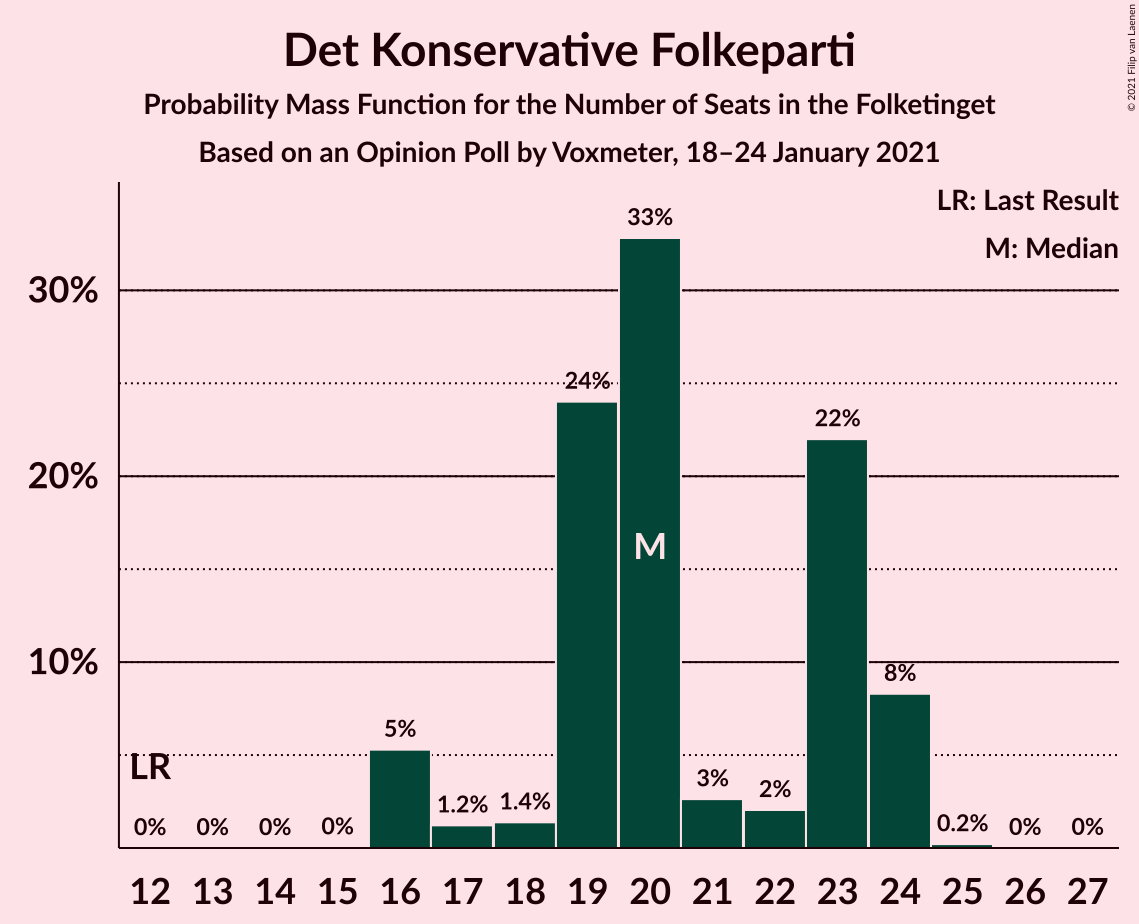 © 2021 Filip van Laenen
Det Konservative Folkeparti
Probability Mass Function for the Number of Seats in the Folketinget
Based on an Opinion Poll by Voxmeter, 18–24 January 2021
LR: Last Result
M: Median
30%
20%
10%
33%
24%
22%
M
8%
5%
LR
3%
2%
1.2%
1.4%
0%
0%
0%
0%
0.2%
0%
0%
12 13 14 15 16 17 18 19 20 21 22 23 24 25 26 27